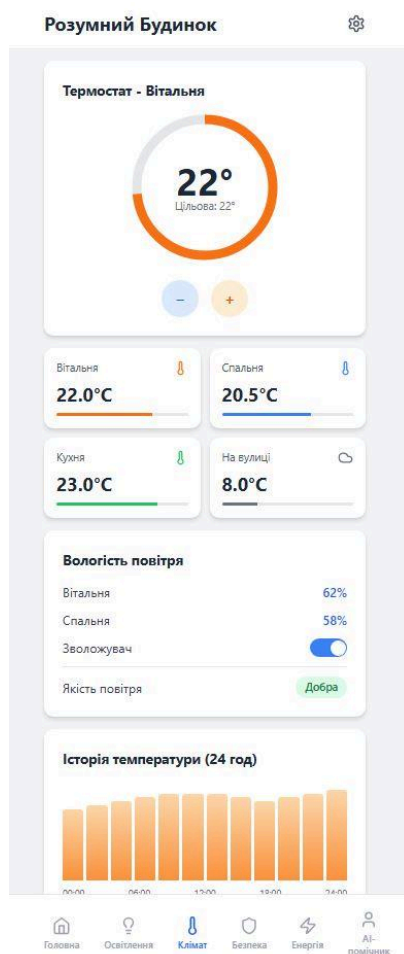 Розумний Будинок
Термостат - Вітальня
22°
Цільова: 22°
− +
Вітальня
22.0°C
Спальня
20.5°C
Кухня
23.0°C
На вулиці
8.0°C
Вологість повітря
Вітальня 62%
Спальня 58%
Зволожувач
Якість повітря Добра
Історія температури (24 год)
00:00 06:00 12:00 18:00 24:00
Головна Освітлення Клімат Безпека Енергія AI-помічник